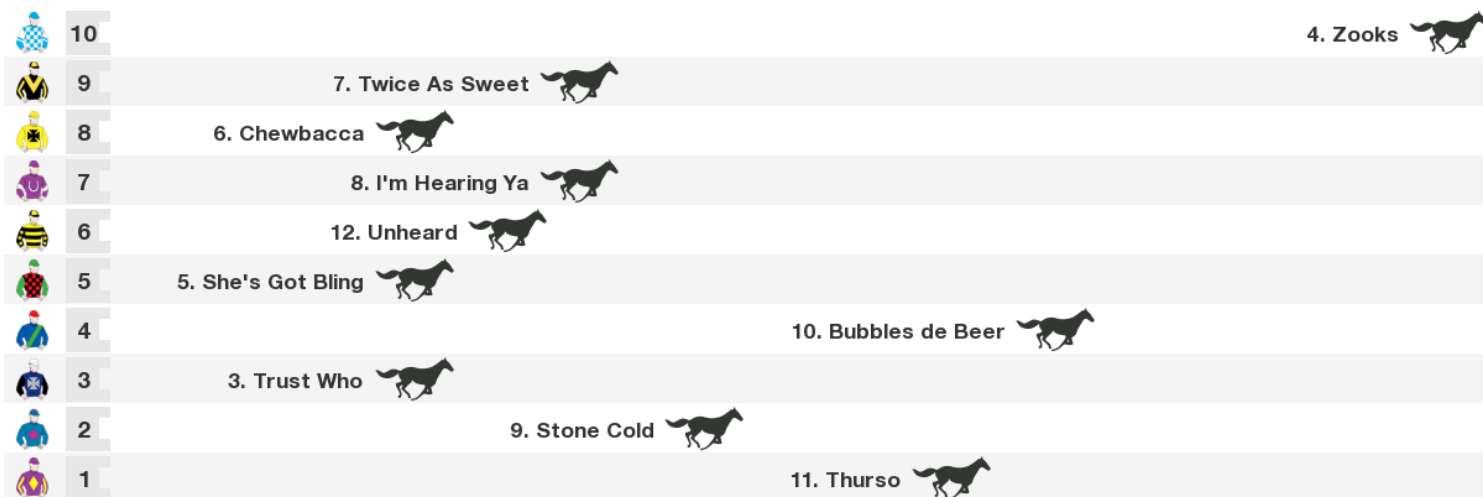 10 4. Zooks
9 7. Twice As Sweet
8 6. Chewbacca
7 8. I'm Hearing Ya
6 12. Unheard
5 5. She's Got Bling
4 10. Bubbles de Beer
3 3. Trust Who
2 9. Stone Cold
1 11. Thurso